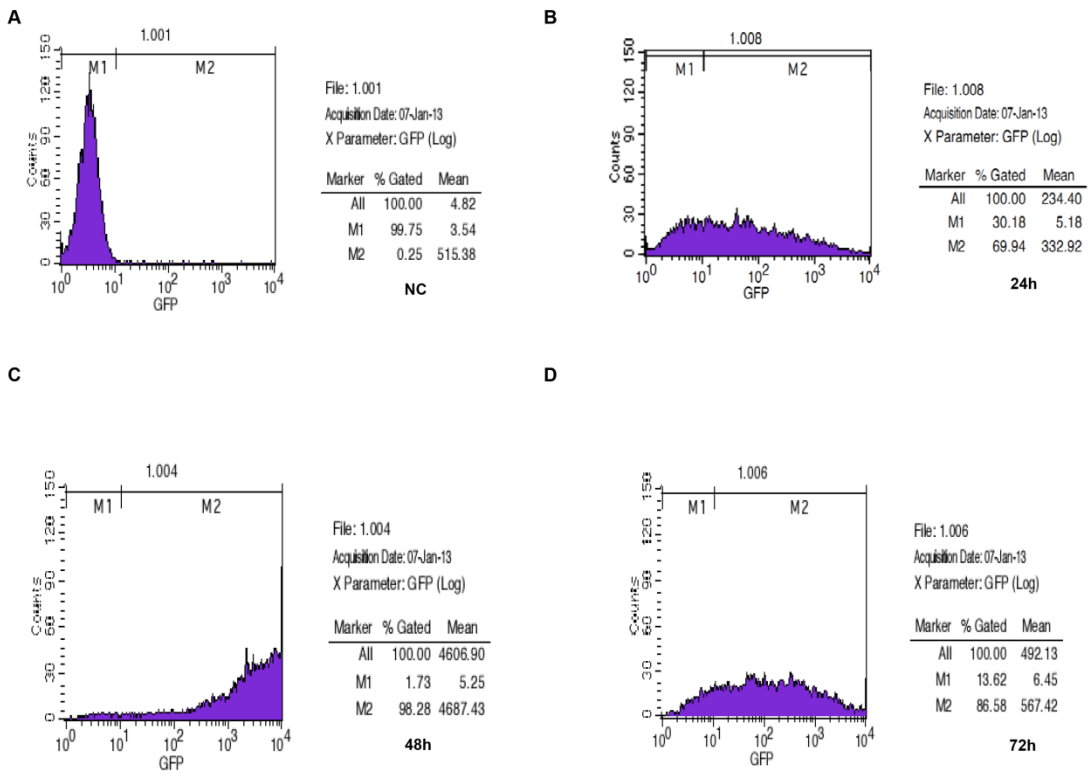 A
1.001
150
120
90
60
30
0
Counts
M1 M2
10^0 10^1 10^2 10^3 10^4
GFP
File: 1.001
Acquisition Date: 07-Jan-13
X Parameter: GFP (Log)
Marker % Gated Mean
All 100.00 4.82
M1 99.75 3.54
M2 0.25 515.38
NC
B
1.008
150
120
90
60
30
0
Counts
M1 M2
10^0 10^1 10^2 10^3 10^4
GFP
File: 1.008
Acquisition Date: 07-Jan-13
X Parameter: GFP (Log)
Marker % Gated Mean
All 100.00 234.40
M1 30.18 5.18
M2 69.94 332.92
24h
C
1.004
150
120
90
60
30
0
Counts
M1 M2
10^0 10^1 10^2 10^3 10^4
GFP
File: 1.004
Acquisition Date: 07-Jan-13
X Parameter: GFP (Log)
Marker % Gated Mean
All 100.00 4606.90
M1 1.73 5.25
M2 98.28 4687.43
48h
D
1.006
150
120
90
60
30
0
Counts
M1 M2
10^0 10^1 10^2 10^3 10^4
GFP
File: 1.006
Acquisition Date: 07-Jan-13
X Parameter: GFP (Log)
Marker % Gated Mean
All 100.00 492.13
M1 13.62 6.45
M2 86.58 567.42
72h